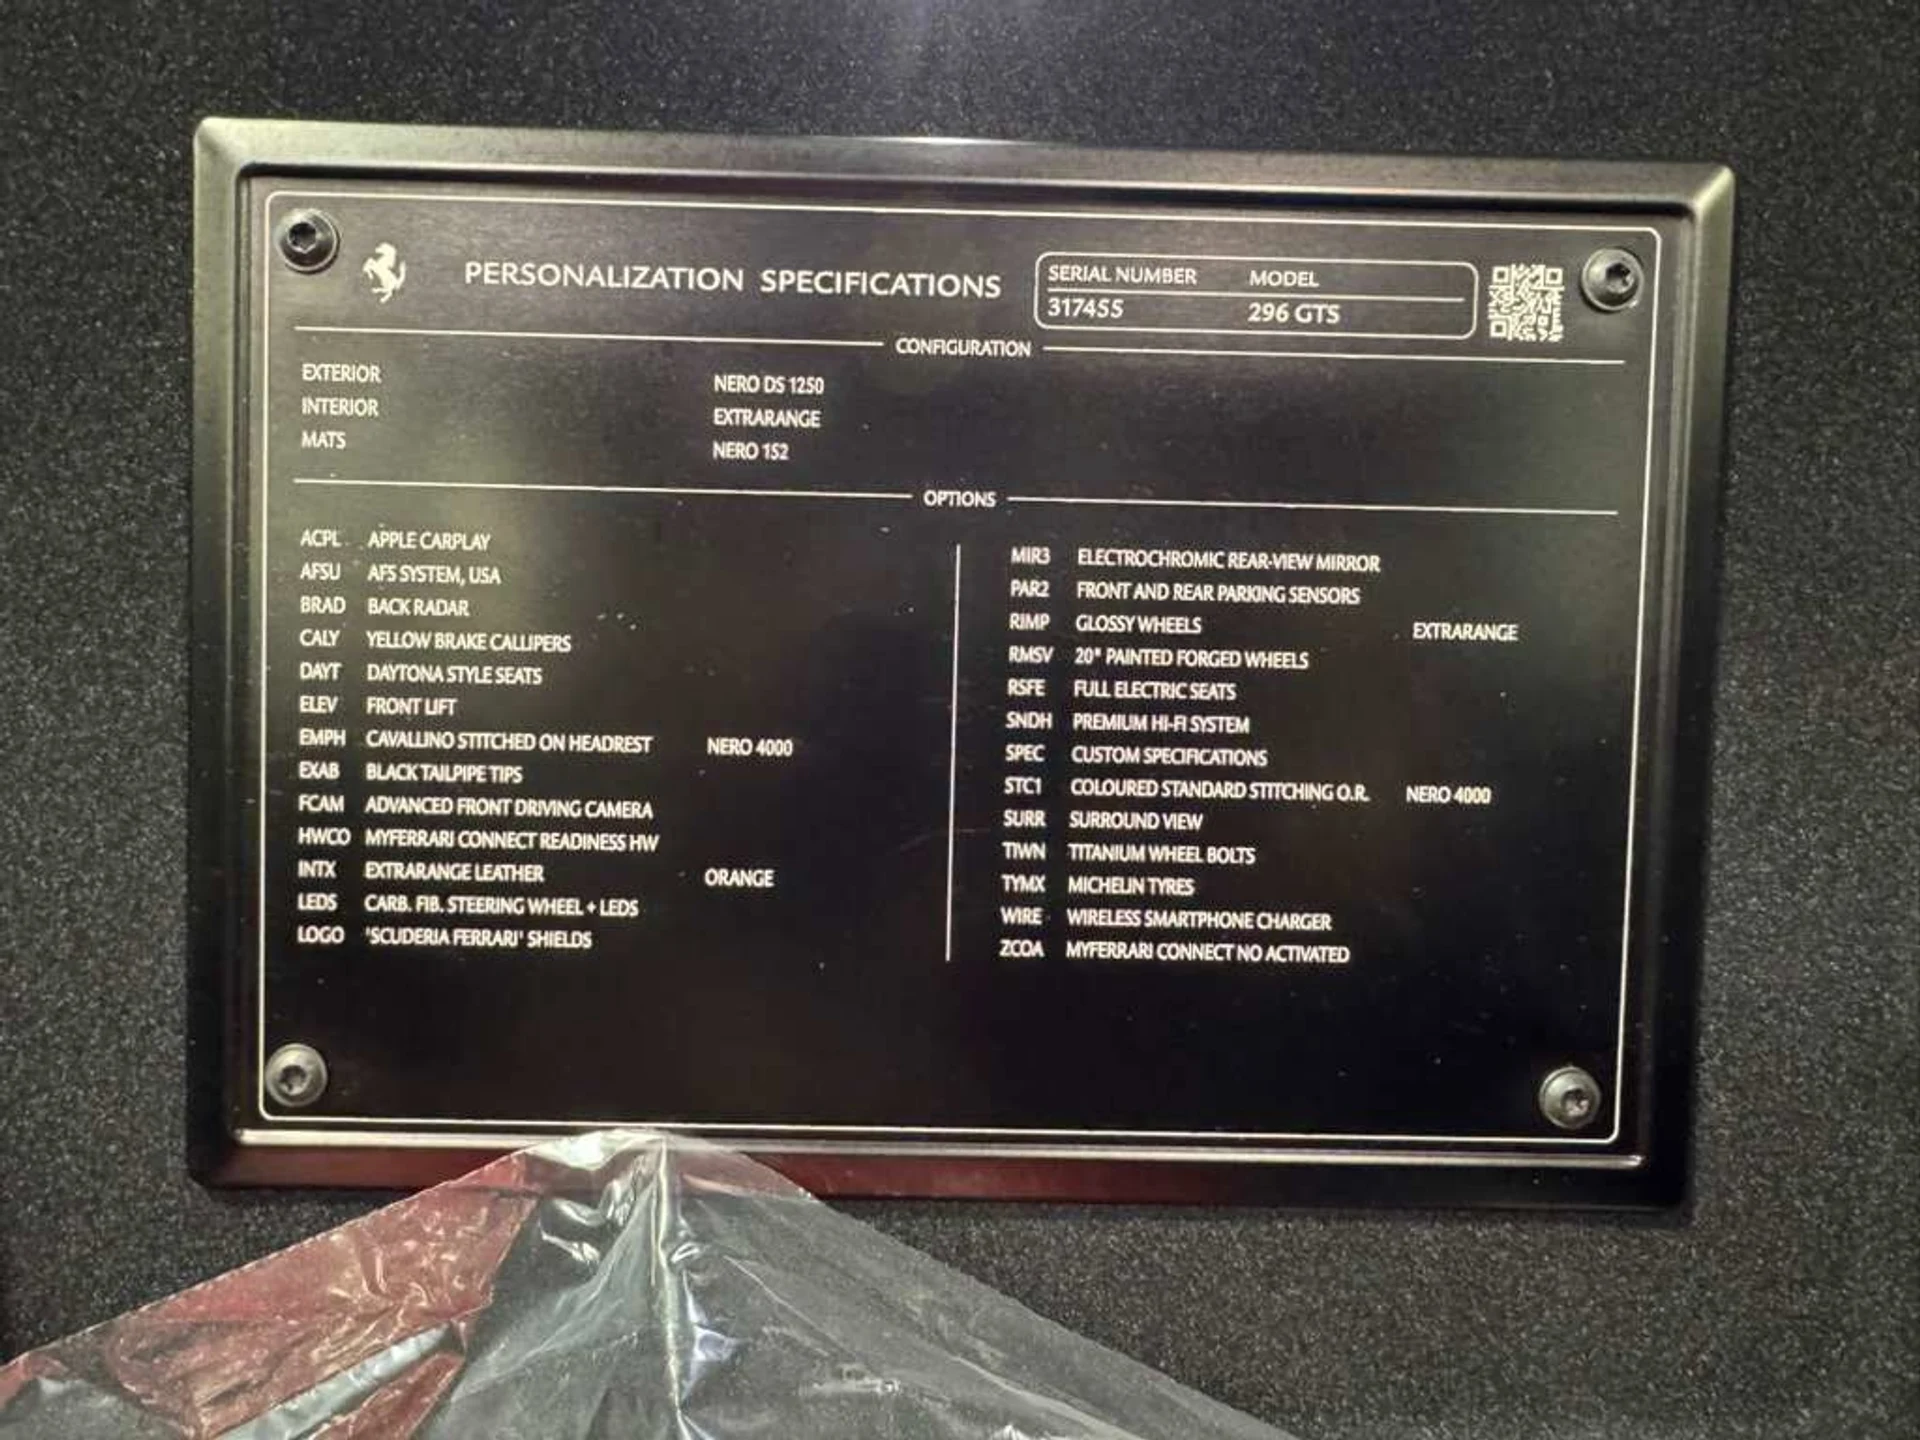 PERSONALIZATION SPECIFICATIONS
SERIAL NUMBER MODEL
317455 296 GTS
CONFIGURATION
EXTERIOR NERO DS 1250
INTERIOR EXTRARANGE
MATS NERO 152
OPTIONS
ACPL APPLE CARPLAY
AFSU AFS SYSTEM, USA
BRAD BACK RADAR
CALY YELLOW BRAKE CALLIPERS
DAYT DAYTONA STYLE SEATS
ELEV FRONT LIFT
EMPH CAVALLINO STITCHED ON HEADREST NERO 4000
EXAB BLACK TAILPIPE TIPS
FCAM ADVANCED FRONT DRIVING CAMERA
HWCO MYFERRARI CONNECT READINESS HW
INTX EXTRARANGE LEATHER ORANGE
LEDS CARB. FIB. STEERING WHEEL + LEDS
LOGO 'SCUDERIA FERRARI' SHIELDS
MIR3 ELECTROCHROMIC REAR-VIEW MIRROR
PAR2 FRONT AND REAR PARKING SENSORS
RIMP GLOSSY WHEELS EXTRARANGE
RMSV 20" PAINTED FORGED WHEELS
RSFE FULL ELECTRIC SEATS
SNDH PREMIUM HI-FI SYSTEM
SPEC CUSTOM SPECIFICATIONS
STC1 COLOURED STANDARD STITCHING O.R. NERO 4000
SURR SURROUND VIEW
TIWN TITANIUM WHEEL BOLTS
TYMX MICHELIN TYRES
WIRE WIRELESS SMARTPHONE CHARGER
ZCOA MYFERRARI CONNECT NO ACTIVATED